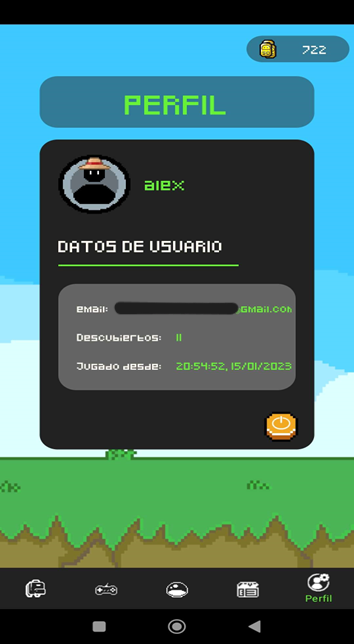 722
PERFIL
alex
DATOS DE USUARIO
email: .gmail.com
Descubiertos: 11
Jugado desde: 20:54:52, 15/01/2023
Perfil